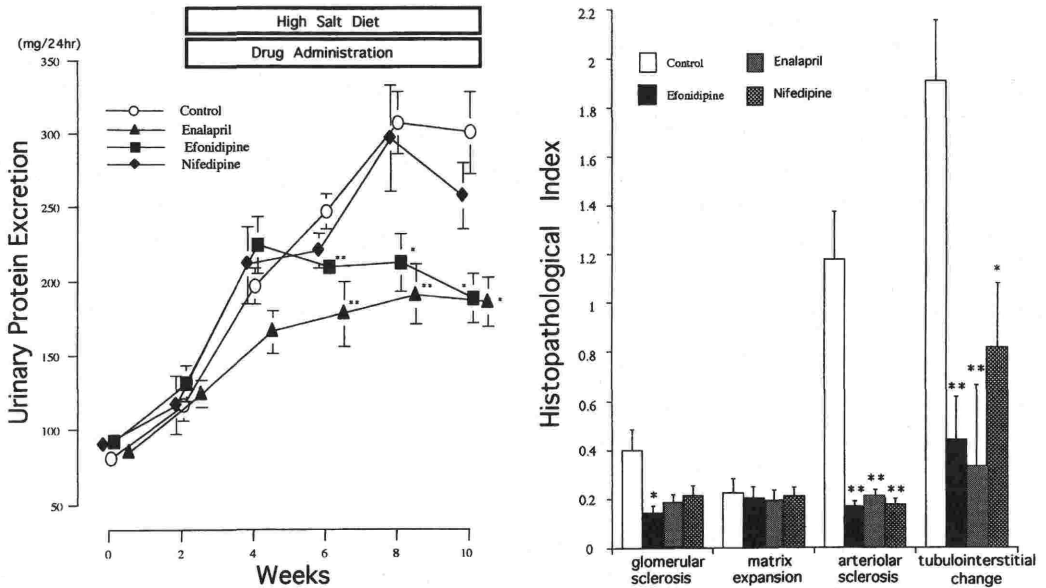 High Salt Diet
Drug Administration
(mg/24hr)
350
300
250
200
150
100
50
Urinary Protein Excretion
Control
Enalapril
Efonidipine
Nifedipine
**
*
**
**
*
*
0
2
4
6
8
10
Weeks
2.2
2
1.8
1.6
1.4
1.2
1
0.8
0.6
0.4
0.2
0
Histopathological Index
Control
Enalapril
Efonidipine
Nifedipine
*
**
**
**
**
**
*
glomerular
sclerosis
matrix
expansion
arteriolar
sclerosis
tubulointerstitial
change